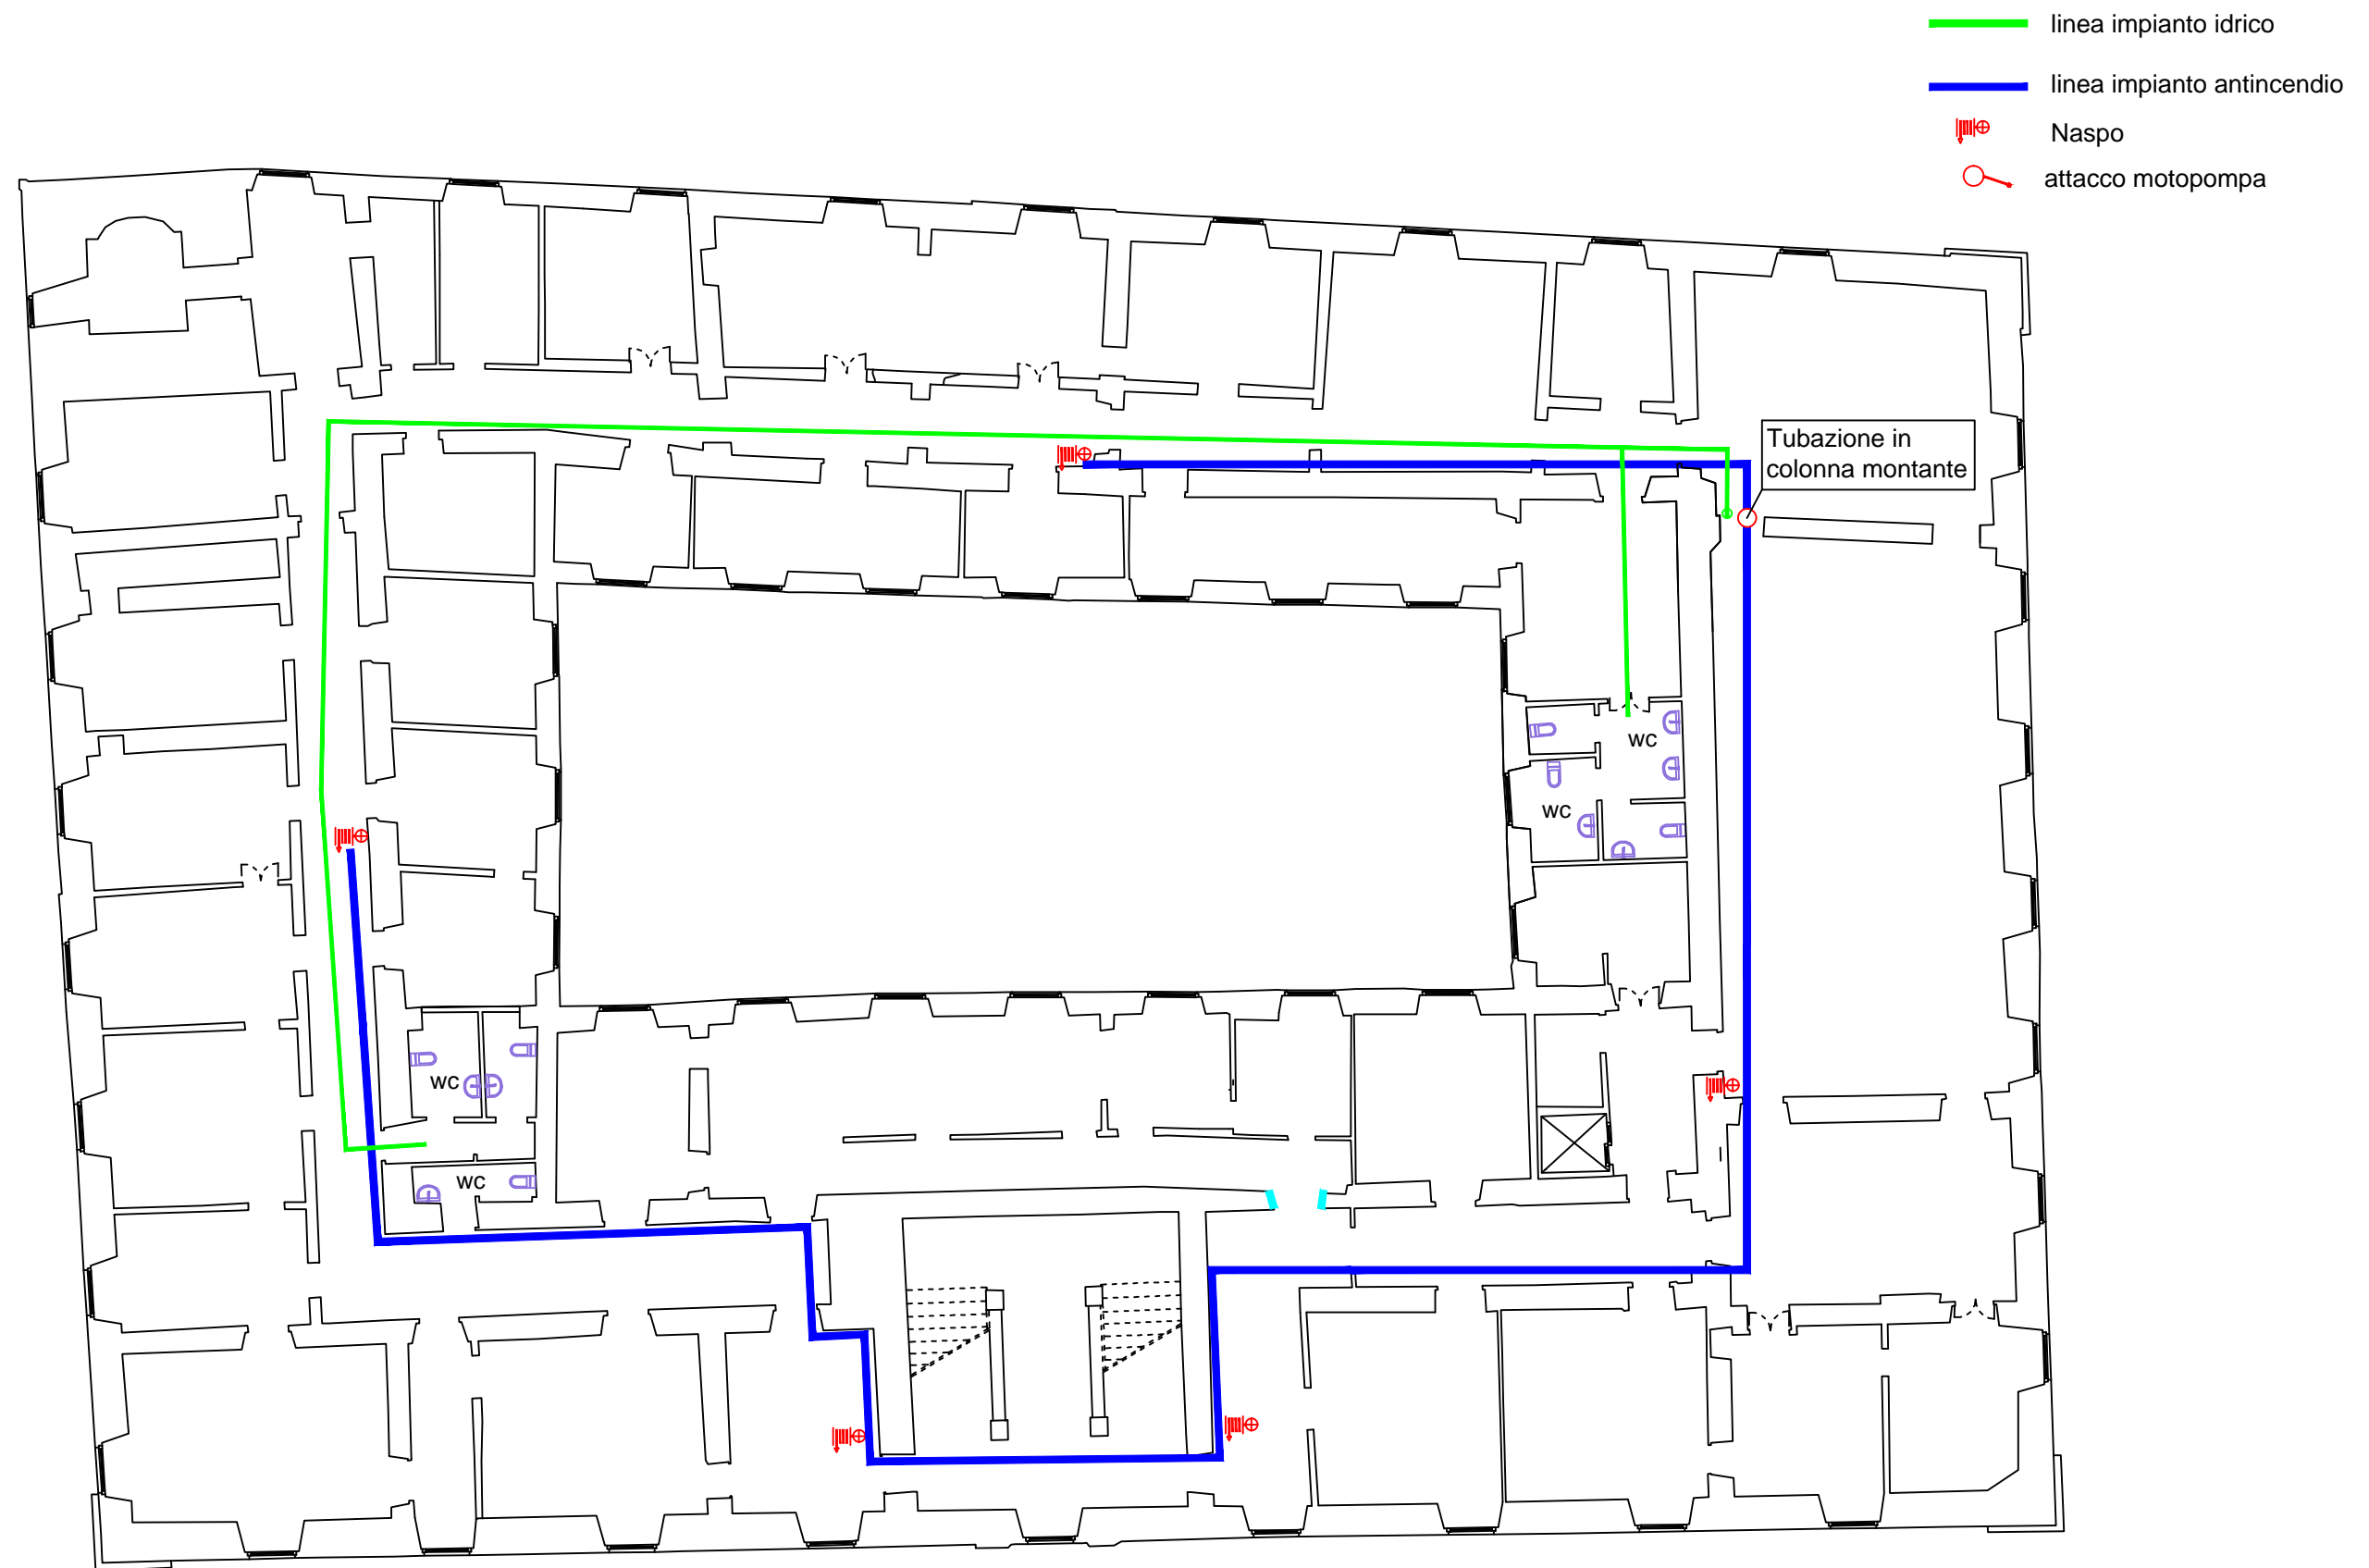 linea impianto idrico
linea impianto antincendio
Naspo
attacco motopompa
Tubazione in
colonna montante
wc
wc
wc
wc